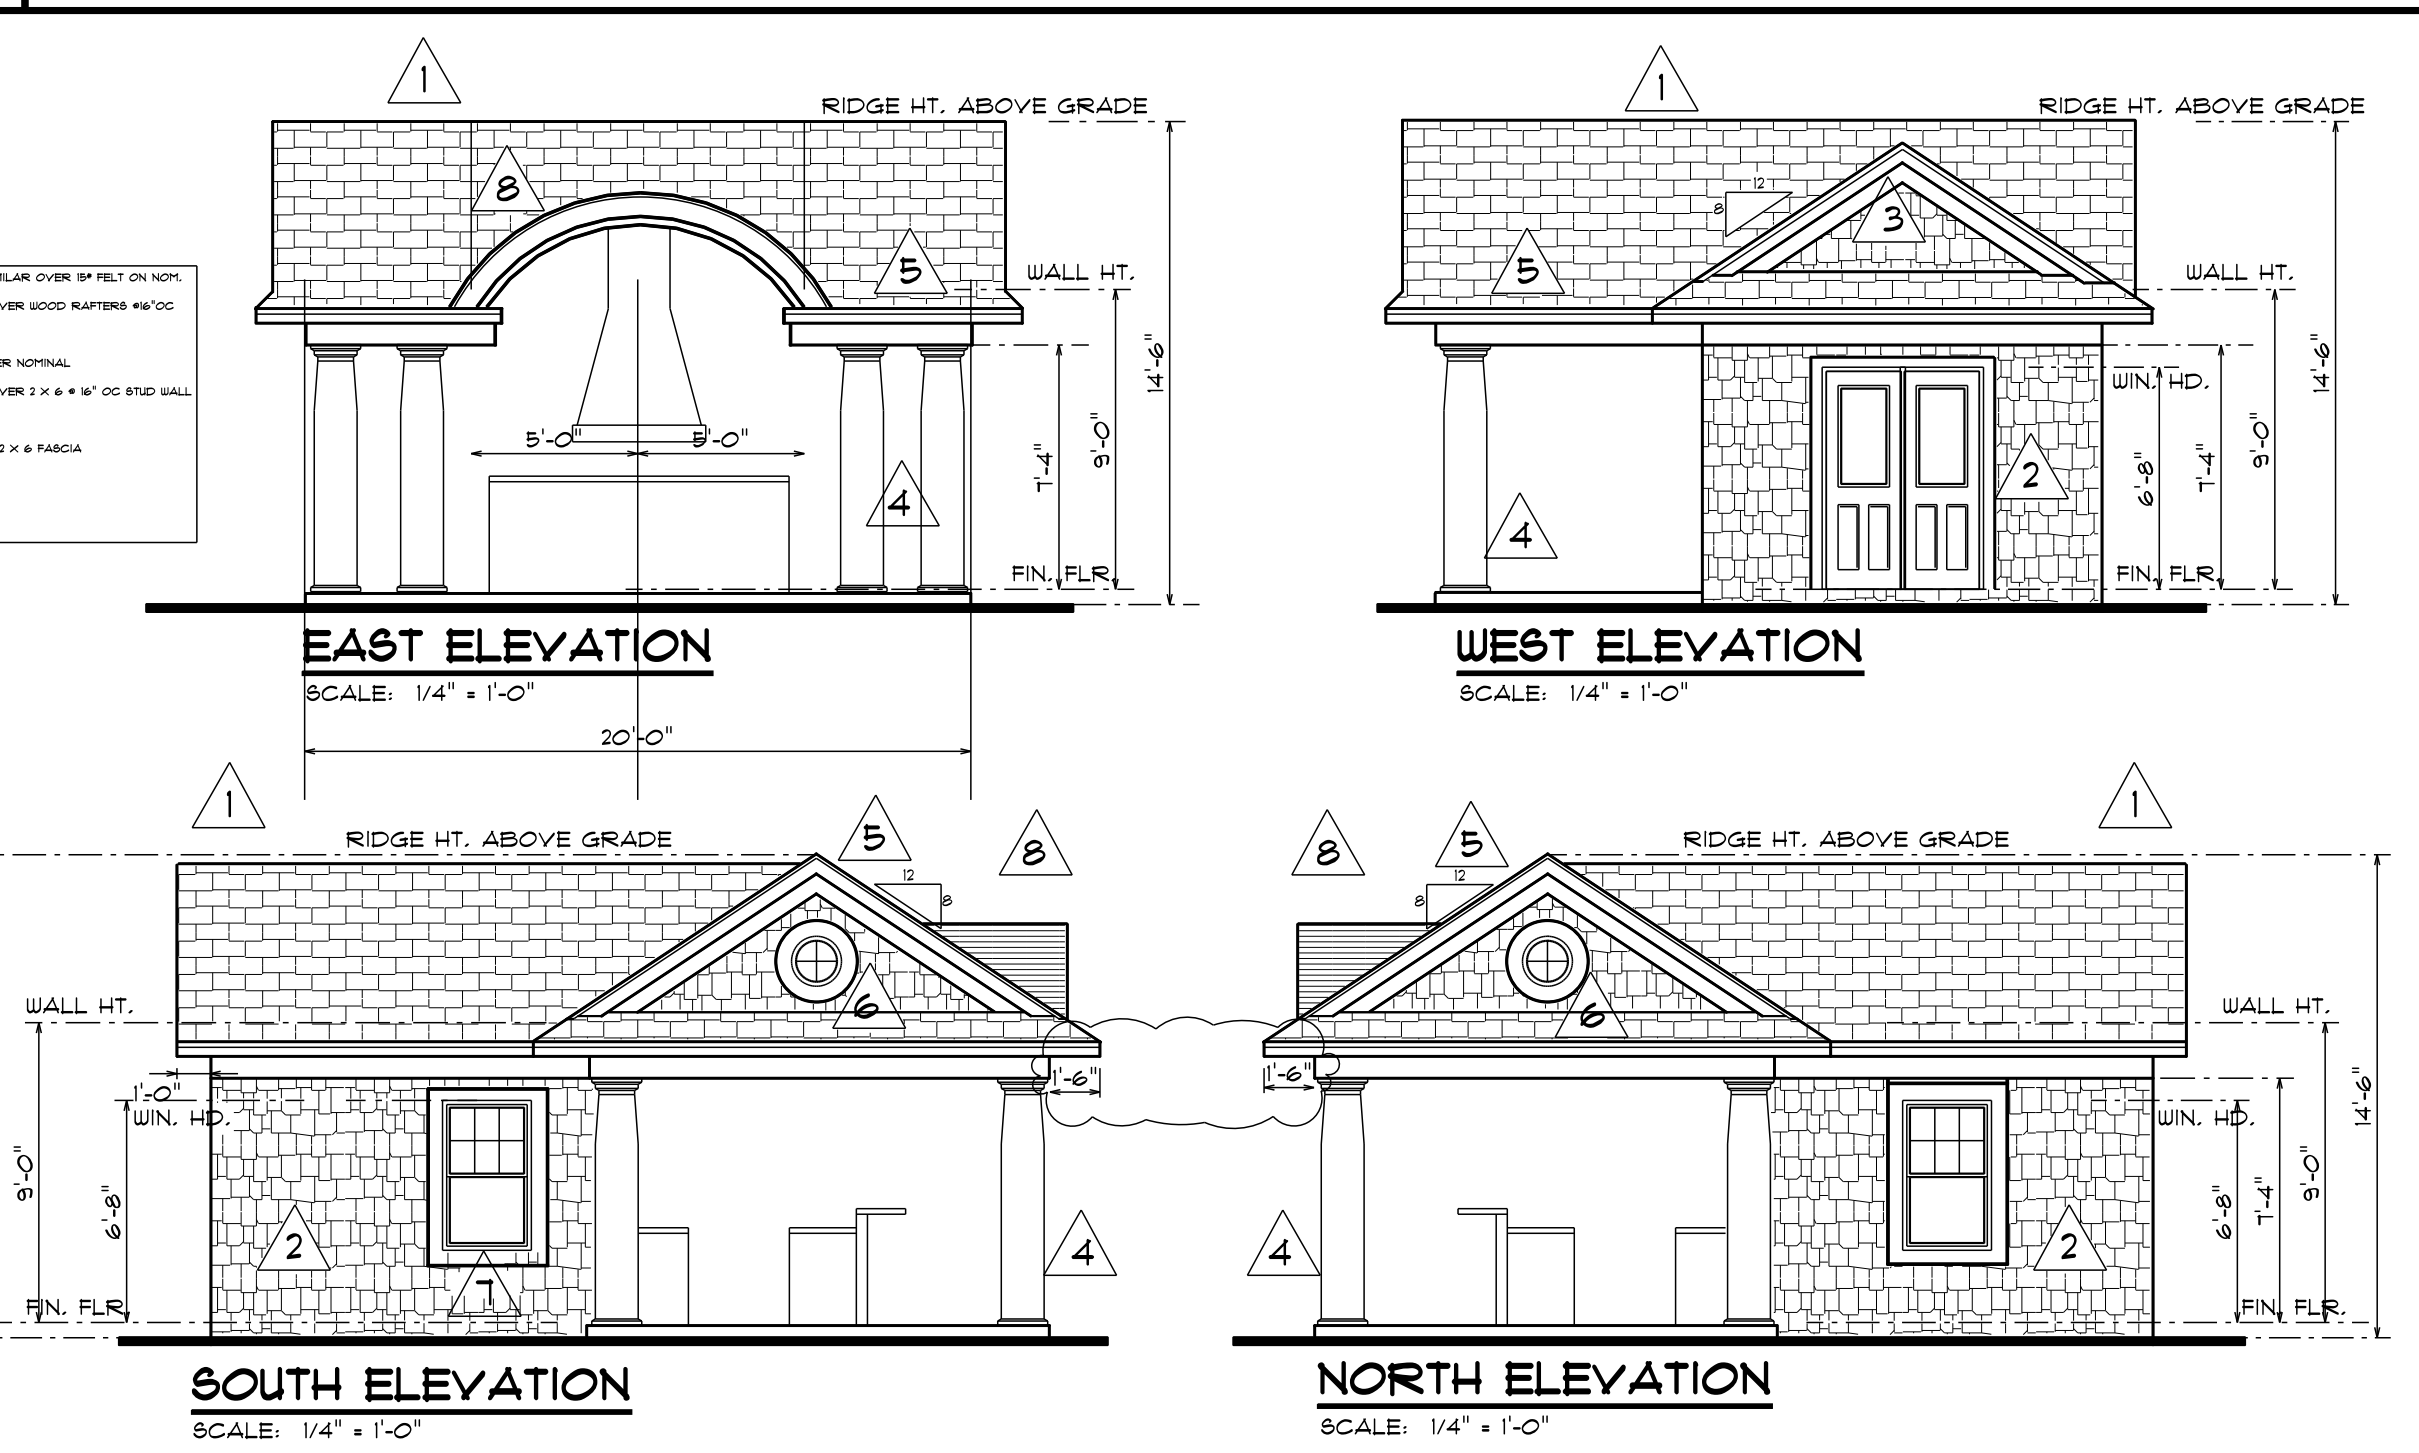 1
RIDGE HT. ABOVE GRADE
8
5
WALL HT.
14'-6"
9'-0"
7'-4"
5'-0" 5'-0"
4
FIN. FLR.
EAST ELEVATION
SCALE: 1/4" = 1'-0"
20'-0"
1
RIDGE HT. ABOVE GRADE
12
8
3
5
WALL HT.
14'-6"
WIN. HD.
9'-0"
7'-4"
6'-8"
2
4
FIN. FLR.
WEST ELEVATION
SCALE: 1/4" = 1'-0"
OVER 15# FELT ON NOM.
WOOD RAFTERS @16"OC
NOMINAL
2 X 6 @ 16" OC STUD WALL
2 X 6 FASCIA
1
RIDGE HT. ABOVE GRADE
5
8
12
8
6
WALL HT.
1'-0"
1'-6"
WIN. HD.
9'-0"
6'-8"
2
7
4
FIN. FLR.
SOUTH ELEVATION
SCALE: 1/4" = 1'-0"
8
5
RIDGE HT. ABOVE GRADE
1
12
8
6
WALL HT.
1'-6"
WIN. HD.
14'-6"
9'-0"
7'-4"
6'-8"
2
4
FIN. FLR.
NORTH ELEVATION
SCALE: 1/4" = 1'-0"